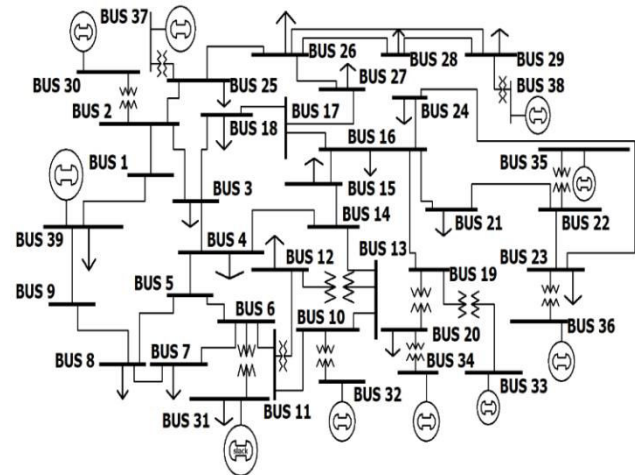 BUS 37
BUS 30
BUS 26
BUS 28
BUS 29
BUS 25
BUS 27
BUS 38
BUS 2
BUS 17
BUS 24
BUS 18
BUS 16
BUS 35
BUS 1
BUS 3
BUS 15
BUS 39
BUS 4
BUS 14
BUS 21
BUS 22
BUS 12
BUS 13
BUS 23
BUS 9
BUS 5
BUS 19
BUS 6
BUS 10
BUS 20
BUS 36
BUS 8
BUS 7
BUS 34
BUS 33
BUS 31
BUS 11
BUS 32
slack